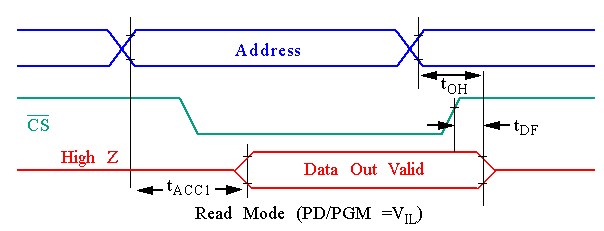 Address
tOH
CS
tDF
High Z
Data Out Valid
tACC1
Read Mode (PD/PGM =VIL)